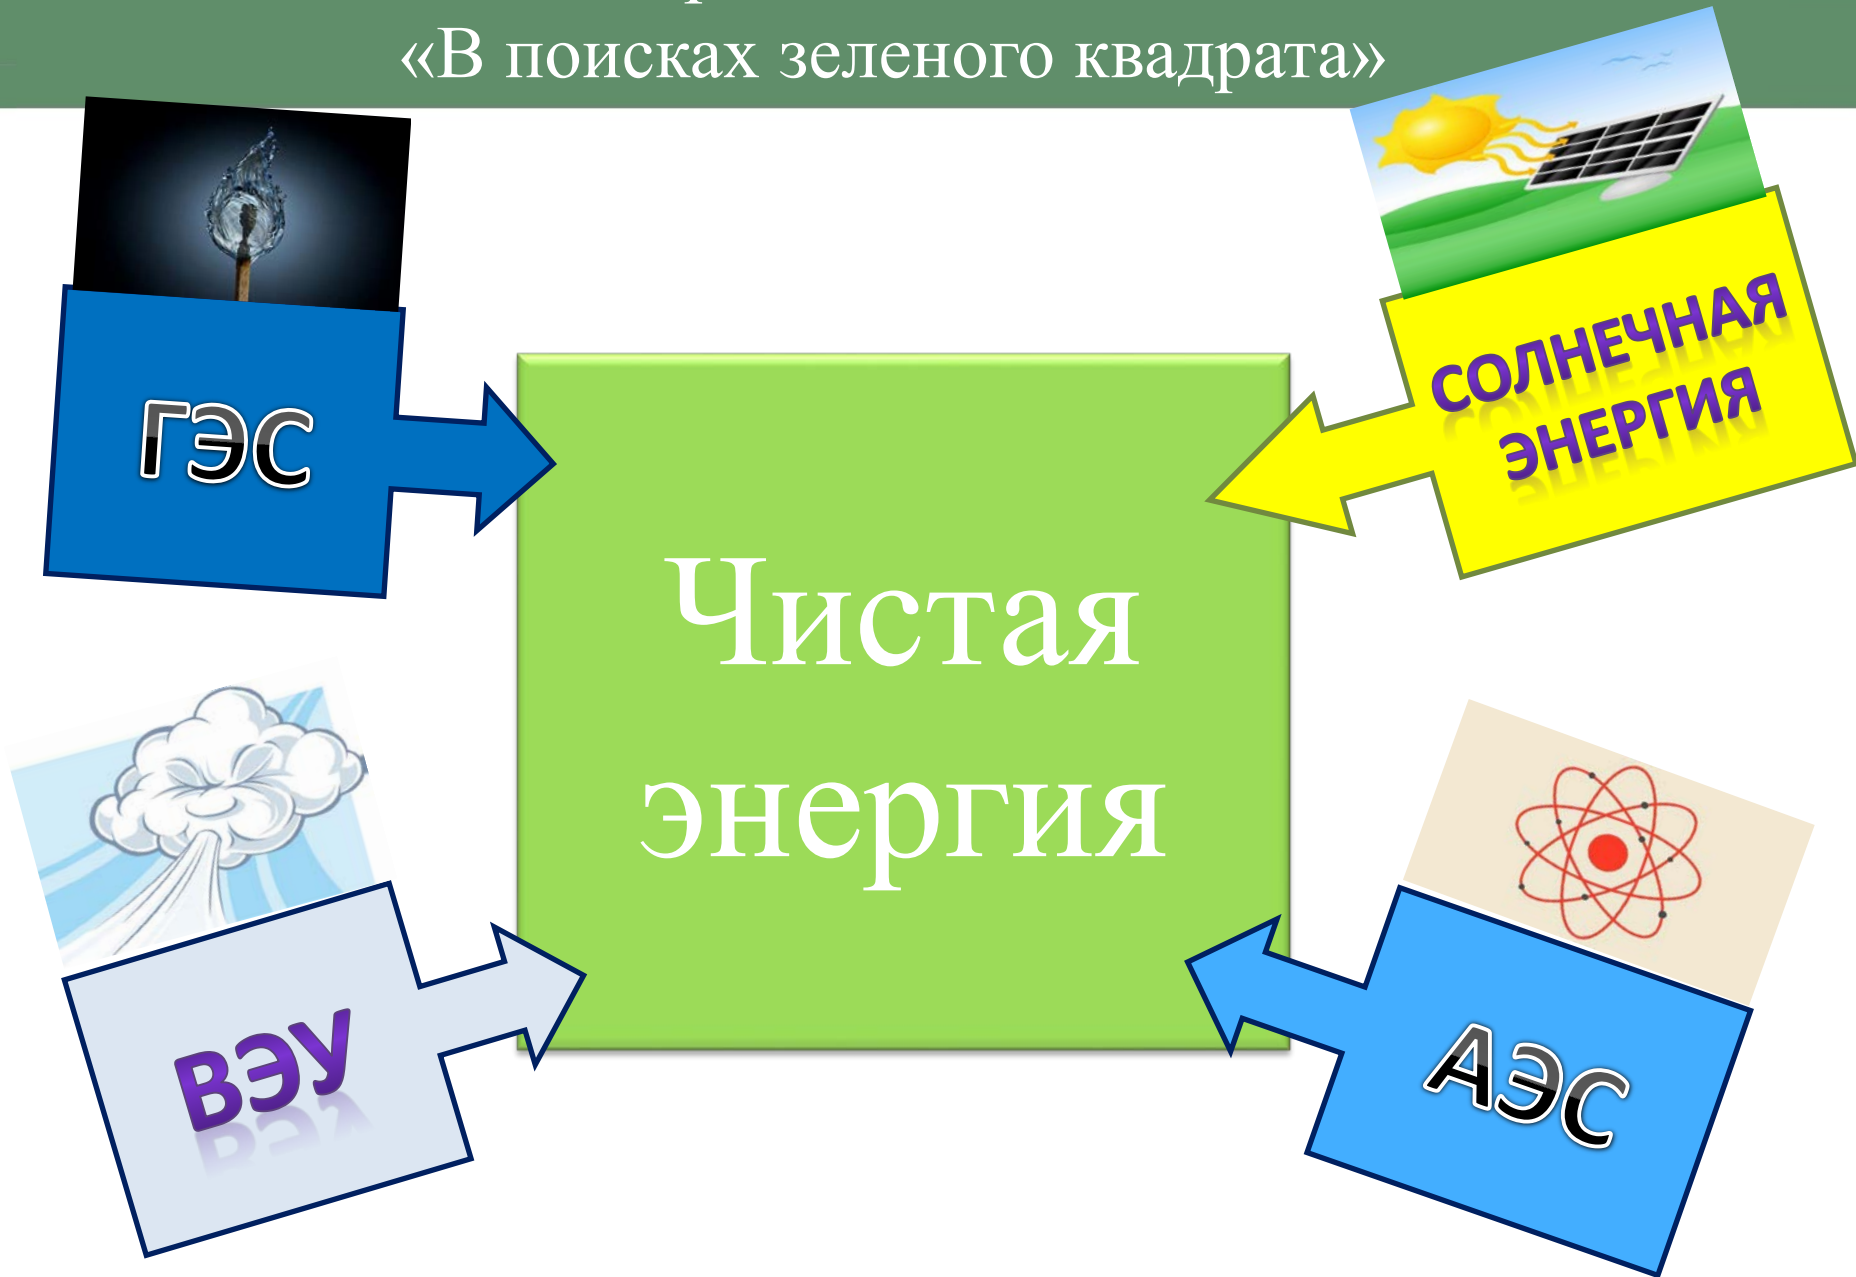 «В поисках зеленого квадрата»
ГЭС
СОЛНЕЧНАЯ
ЭНЕРГИЯ
Чистая
энергия
ВЭУ
АЭС